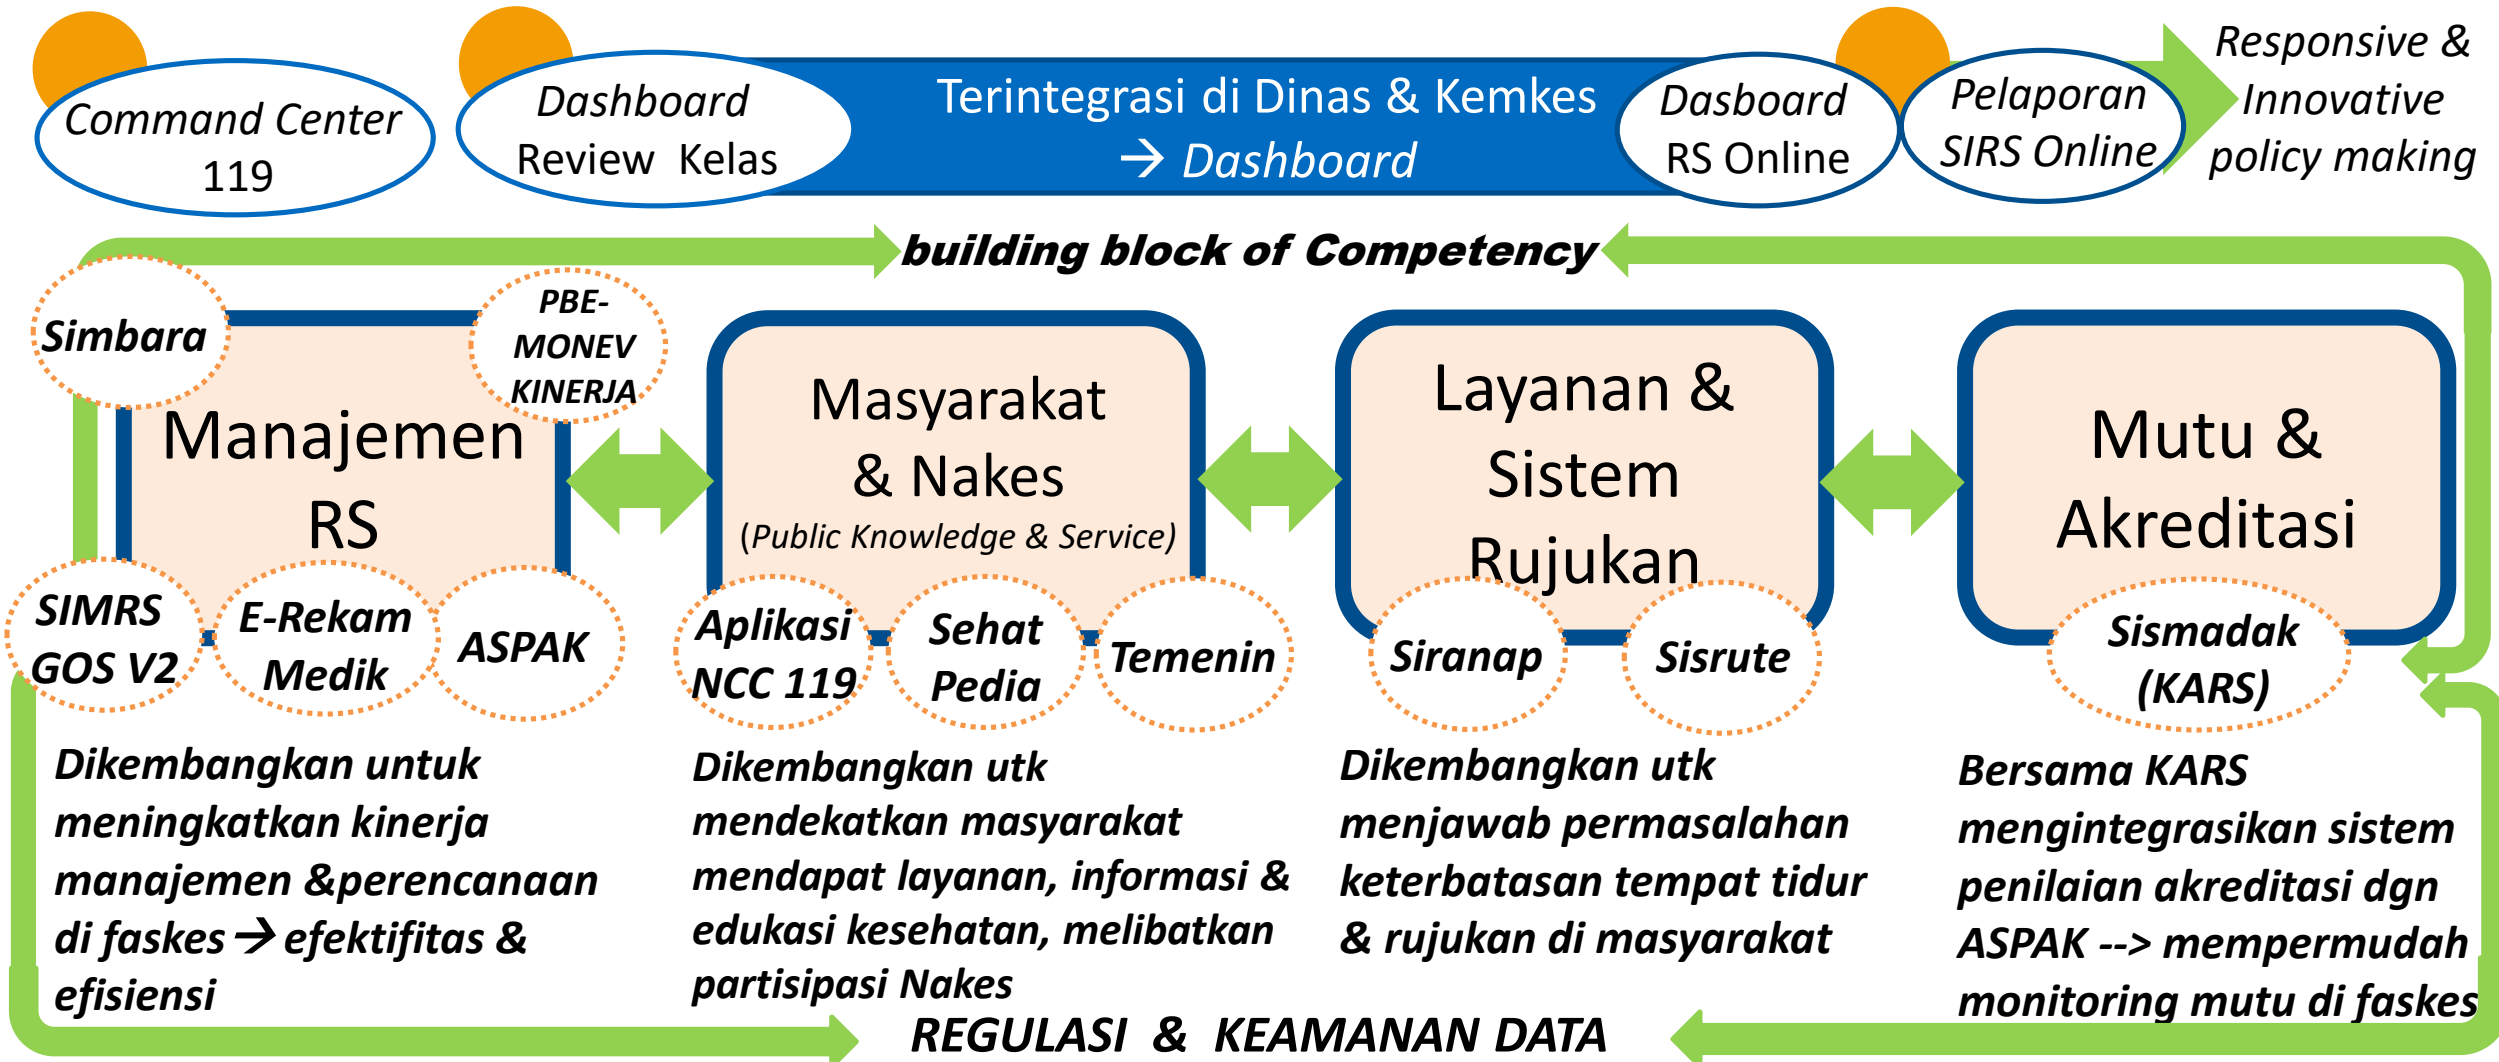 Command Center
119
Dashboard
Review Kelas
Terintegrasi di Dinas & Kemkes
→ Dashboard
Dasboard
RS Online
Pelaporan
SIRS Online
Responsive &
Innovative
policy making
building block of Competency
Simbara
PBE-
MONEV
KINERJA
Manajemen
RS
SIMRS
GOS V2
E-Rekam
Medik
ASPAK
Masyarakat
& Nakes
(Public Knowledge & Service)
Aplikasi
NCC 119
Sehat
Pedia
Temenin
Layanan &
Sistem
Rujukan
Siranap
Sisrute
Mutu &
Akreditasi
Sismadak
(KARS)
Dikembangkan untuk
meningkatkan kinerja
manajemen &perencanaan
di faskes→ efektifitas &
efisiensi
Dikembangkan utk
mendekatkan masyarakat
mendapat layanan, informasi &
edukasi kesehatan, melibatkan
partisipasi Nakes
Dikembangkan utk
menjawab permasalahan
keterbatasan tempat tidur
& rujukan di masyarakat
Bersama KARS
mengintegrasikan sistem
penilaian akreditasi dgn
ASPAK --> mempermudah
monitoring mutu di faskes
REGULASI & KEAMANAN DATA